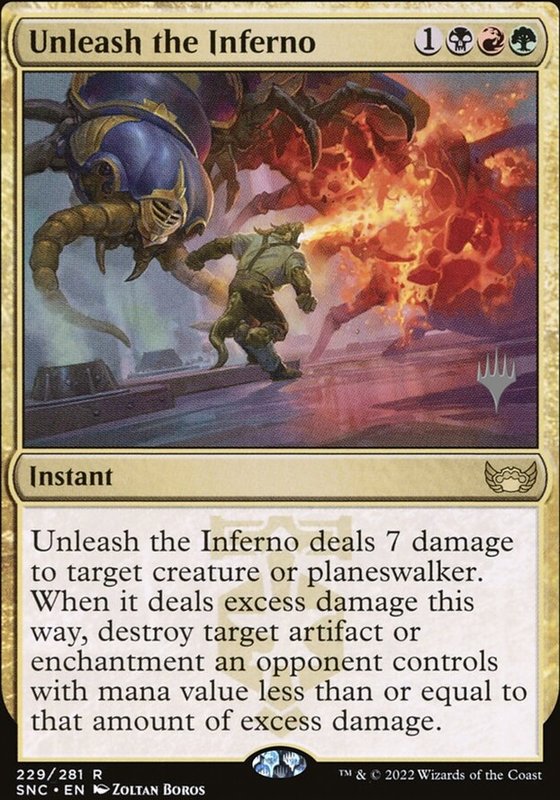 Unleash the Inferno 1
Instant
Unleash the Inferno deals 7 damage
to target creature or planeswalker.
When it deals excess damage this
way, destroy target artifact or
enchantment an opponent controls
with mana value less than or equal to
that amount of excess damage.
229/281 R
SNC • EN Zoltan Boros
™ & © 2022 Wizards of the Coast